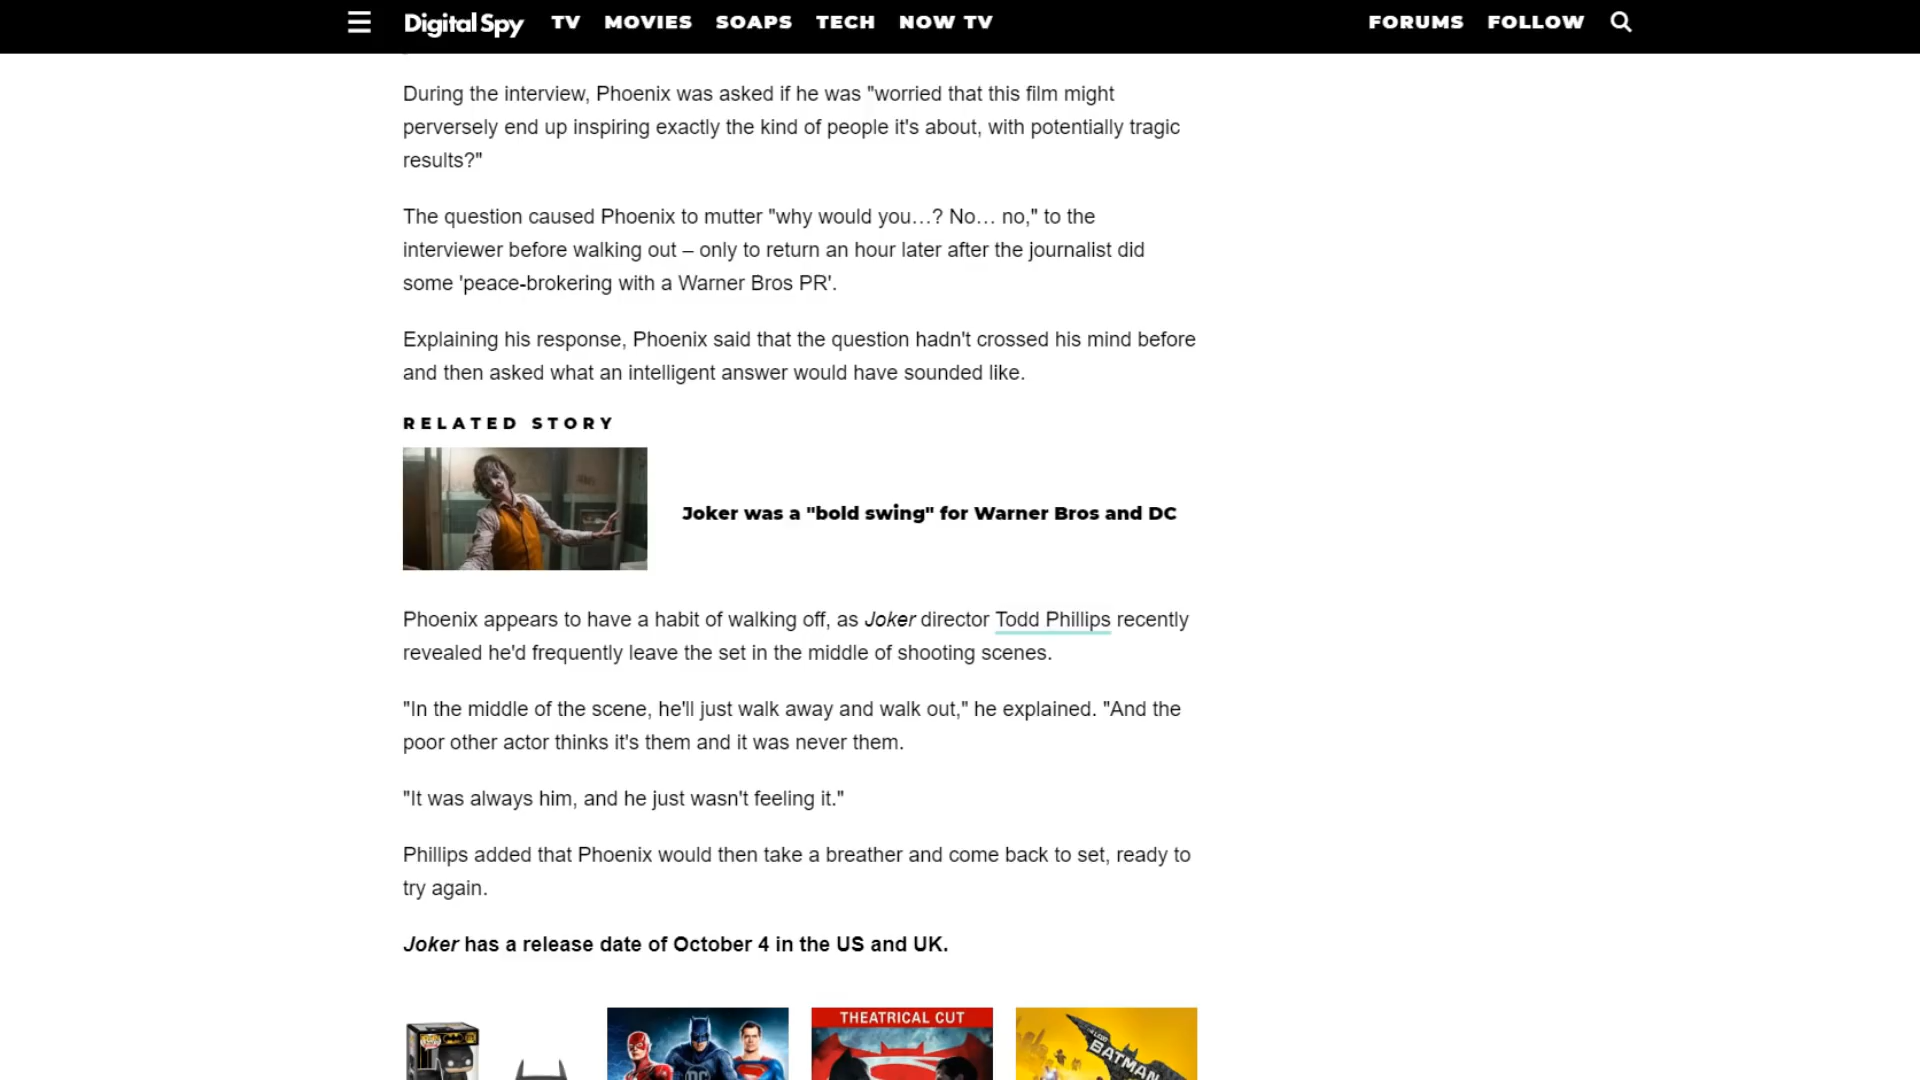 Digital Spy TV MOVIES SOAPS TECH NOW TV FORUMS FOLLOW
During the interview, Phoenix was asked if he was "worried that this film might
perversely end up inspiring exactly the kind of people it's about, with potentially tragic
results?"
The question caused Phoenix to mutter "why would you…? No… no," to the
interviewer before walking out – only to return an hour later after the journalist did
some 'peace-brokering with a Warner Bros PR'.
Explaining his response, Phoenix said that the question hadn't crossed his mind before
and then asked what an intelligent answer would have sounded like.
RELATED STORY
Joker was a "bold swing" for Warner Bros and DC
Phoenix appears to have a habit of walking off, as Joker director Todd Phillips recently
revealed he'd frequently leave the set in the middle of shooting scenes.
"In the middle of the scene, he'll just walk away and walk out," he explained. "And the
poor other actor thinks it's them and it was never them.
"It was always him, and he just wasn't feeling it."
Phillips added that Phoenix would then take a breather and come back to set, ready to
try again.
Joker has a release date of October 4 in the US and UK.
THEATRICAL CUT
DC
BATMAN